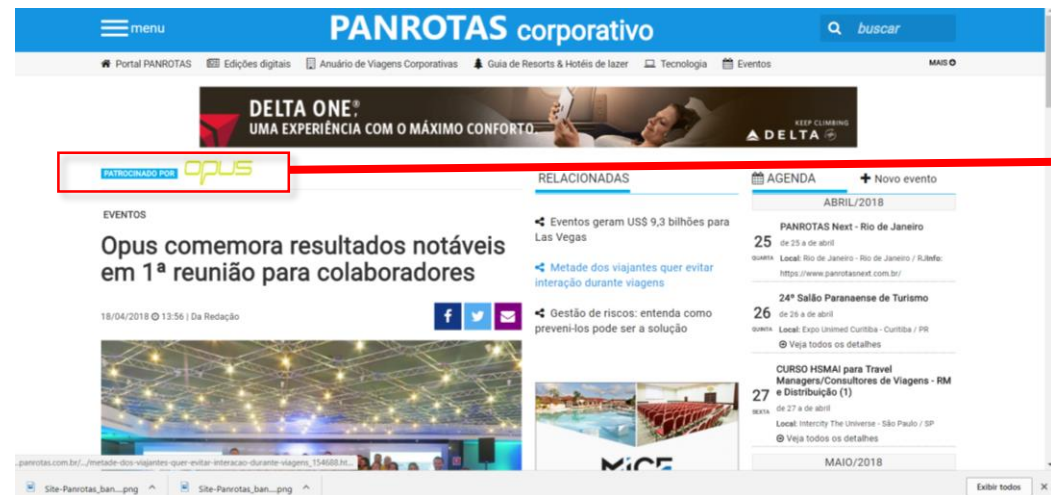 menu
PANROTAS corporativo
buscar
Portal PANROTAS
Edições digitais
Anuário de Viagens Corporativas
Guia de Resorts & Hotéis de lazer
Tecnologia
Eventos
MAIS
DELTA ONE®
UMA EXPERIÊNCIA COM O MÁXIMO CONFORTO.
KEEP CLIMBING
DELTA
PATROCINADO POR opus
EVENTOS
Opus comemora resultados notáveis
em 1ª reunião para colaboradores
18/04/2018 13:56 | Da Redação
f
RELACIONADAS
Eventos geram US$ 9,3 bilhões para
Las Vegas
Metade dos viajantes quer evitar
interação durante viagens
Gestão de riscos: entenda como
preveni-los pode ser a solução
MICE
AGENDA
Novo evento
ABRIL/2018
PANROTAS Next - Rio de Janeiro
25 de 25 a de abril
QUARTA Local: Rio de Janeiro - Rio de Janeiro / RJInfo:
https://www.panrotasnext.com.br/
24º Salão Paranaense de Turismo
26 de 26 a de abril
QUINTA Local: Expo Unimed Curitiba - Curitiba / PR
Veja todos os detalhes
CURSO HSMAI para Travel
Managers/Consultores de Viagens - RM
27 e Distribuição (1)
SEXTA de 27 a de abril
Local: Intercity The Universe - São Paulo / SP
Veja todos os detalhes
MAIO/2018
...panrotas.com.br/.../metade-dos-viajantes-quer-evitar-interacao-durante-viagens_154688.ht...
Site-Panrotas_ban....png
Site-Panrotas_ban....png
Exibir todos